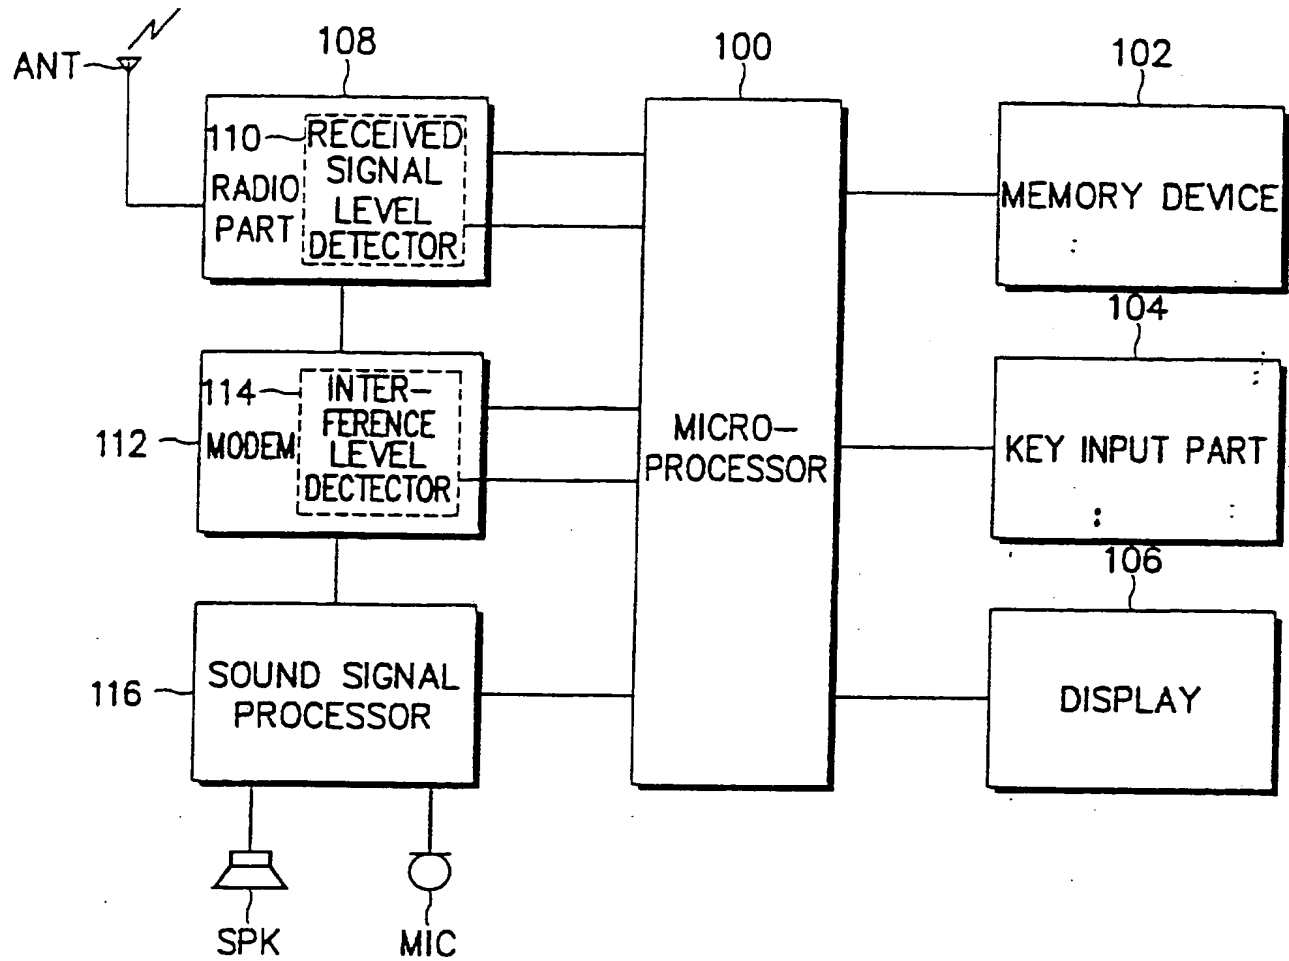 ANT
108
100
102
110
RECEIVED
SIGNAL
LEVEL
DETECTOR
RADIO
PART
MEMORY DEVICE
104
114
INTER-
FERENCE
LEVEL
DECTECTOR
112
MODEM
MICRO-
PROCESSOR
KEY INPUT PART
106
116
SOUND SIGNAL
PROCESSOR
DISPLAY
SPK
MIC